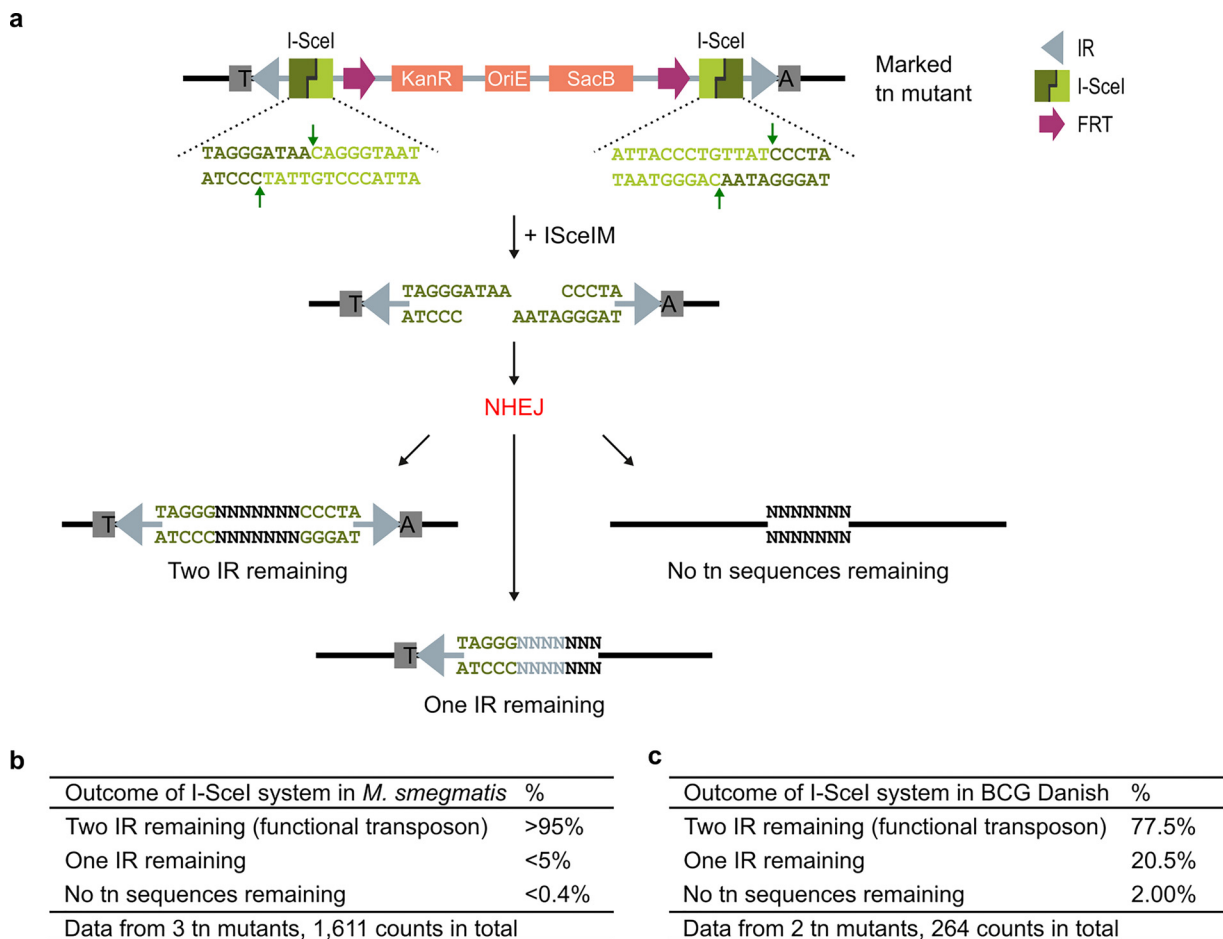 a
I-SceI
I-SceI
T
KanR
OriE
SacB
A
Marked
tn mutant
IR
I-SceI
FRT
TAGGGATAACAGGGTAAT
ATCCCTATTGTCCCATTA
ATTACCCTGTTATCCCTA
TAATGGGACAATAGGGAT
+ ISceIM
T
TAGGGATAA
CCCTA
ATCCC
AATAGGGAT
A
NHEJ
T
TAGGGNNNNNNNCCCTA
ATCCCNNNNNNNGGGAT
A
Two IR remaining
NNNNNNN
NNNNNNN
No tn sequences remaining
T
TAGGGNNNNNNN
ATCCCNNNNNNN
One IR remaining
b
Outcome of I-SceI system in M. smegmatis %
Two IR remaining (functional transposon) >95%
One IR remaining <5%
No tn sequences remaining <0.4%
Data from 3 tn mutants, 1,611 counts in total
c
Outcome of I-SceI system in BCG Danish %
Two IR remaining (functional transposon) 77.5%
One IR remaining 20.5%
No tn sequences remaining 2.00%
Data from 2 tn mutants, 264 counts in total